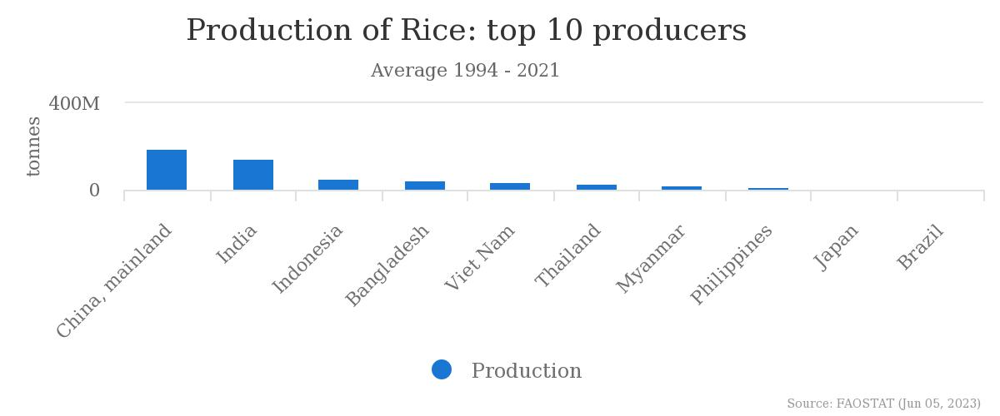 Production of Rice: top 10 producers
Average 1994 - 2021
400M
tonnes
0
China, mainland
India
Indonesia
Bangladesh
Viet Nam
Thailand
Myanmar
Philippines
Japan
Brazil
Production
Source: FAOSTAT (Jun 05, 2023)